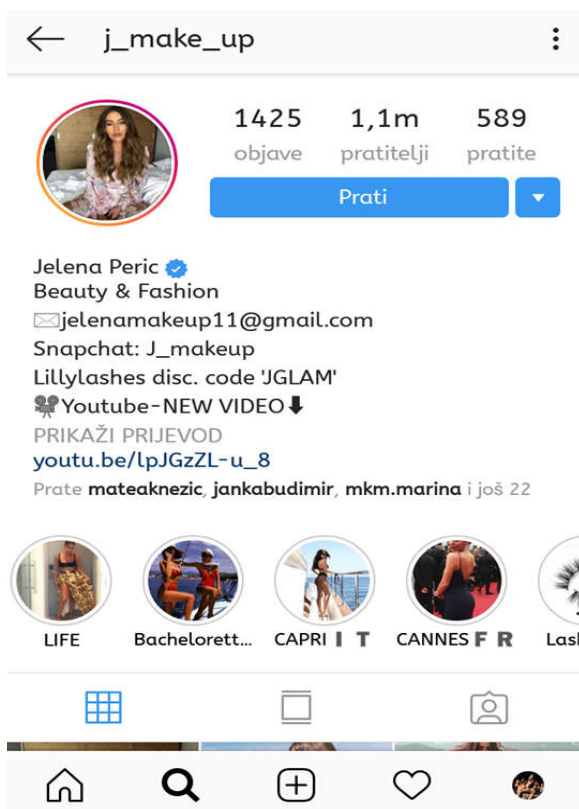 j_make_up
1425 1,1m 589
objave pratitelji pratite
Prati
Jelena Peric
Beauty & Fashion
✉️jelenamakeup11@gmail.com
Snapchat: J_makeup
Lillylashes disc. code 'JGLAM'
🎥Youtube-NEW VIDEO⬇
PRIKAŽI PRIJEVOD
youtu.be/lpJGzZL-u_8
Prate mateaknezic, jankabudimir, mkm.marina i još 22
LIFE Bachelorett... CAPRI I T CANNES F R Lash